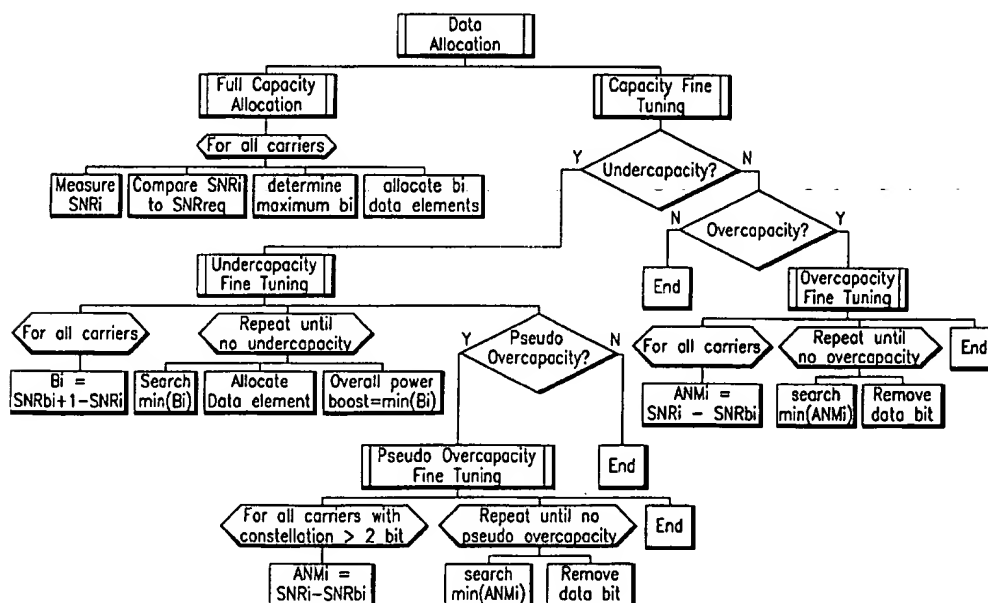 Data
Allocation
Full Capacity
Allocation
Capacity Fine
Tuning
For all carriers
Y
Undercapacity?
N
Measure
SNRi
Compare SNRi
to SNRreq
determine
maximum bi
allocate bi
data elements
N
Overcapacity?
Y
Undercapacity
Fine Tuning
End
Overcapacity
Fine Tuning
For all carriers
Repeat until
no undercapacity
Y
Pseudo
Overcapacity?
N
For all carriers
Repeat until
no overcapacity
End
Bi =
SNRbi+1-SNRi
Search
min(Bi)
Allocate
Data element
Overall power
boost=min(Bi)
ANMi =
SNRi - SNRbi
search
min(ANMi)
Remove
data bit
Pseudo Overcapacity
Fine Tuning
End
For all carriers with
constellation > 2 bit
Repeat until no
pseudo overcapacity
End
ANMi =
SNRi-SNRbi
search
min(ANMi)
Remove
data bit